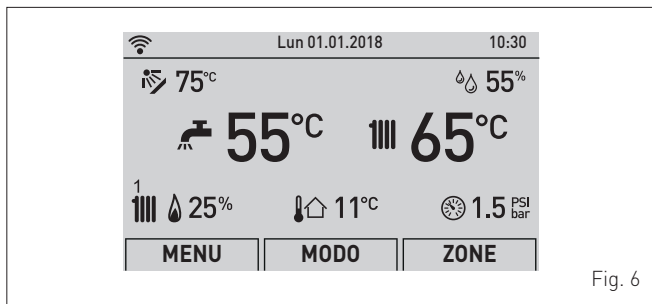 Lun 01.01.2018 10:30
75°C 55%
55°C 65°C
1
25% 11°C 1.5 PSI bar
MENU MODO ZONE
Fig. 6